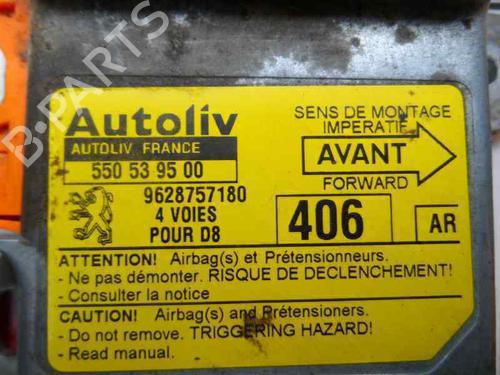 Autoliv
AUTOLIV FRANCE
550 53 95 00
9628757180
4 VOIES
POUR D8
SENS DE MONTAGE
IMPERATIF
AVANT
FORWARD
406
AR
ATTENTION! Airbag(s) et Prétensionneurs.
- Ne pas démonter. RISQUE DE DECLENCHEMENT!
- Consulter la notice
CAUTION! Airbag(s) and Prétensioners.
- Do not remove. TRIGGERING HAZARD!
- Read manual.
B-PARTS